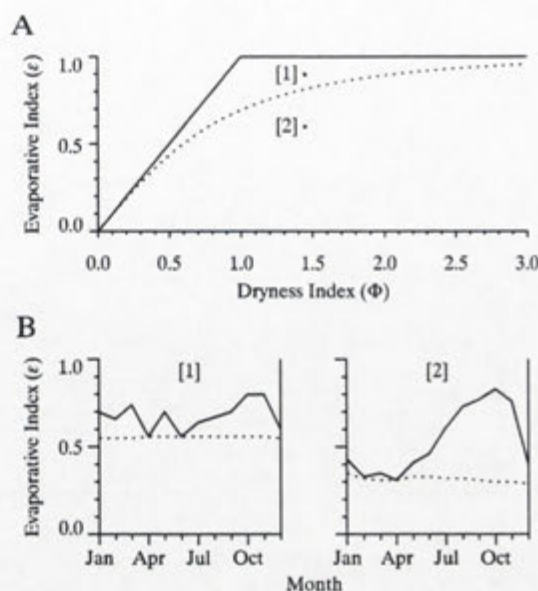 A
Evaporative Index (ε)
1.0
0.5
0.0
[1]
[2]
0.0 0.5 1.0 1.5 2.0 2.5 3.0
Dryness Index (Φ)
B
Evaporative Index (ε)
1.0
0.5
0.0
[1]
[2]
Jan Apr Jul Oct
Jan Apr Jul Oct
Month